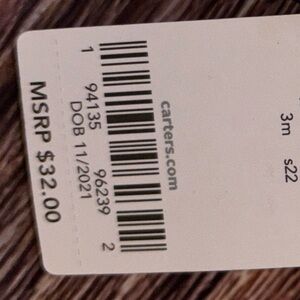 3m s22
carters.com
1 94135 96239 2
DOB 11/2021
MSRP $32.00